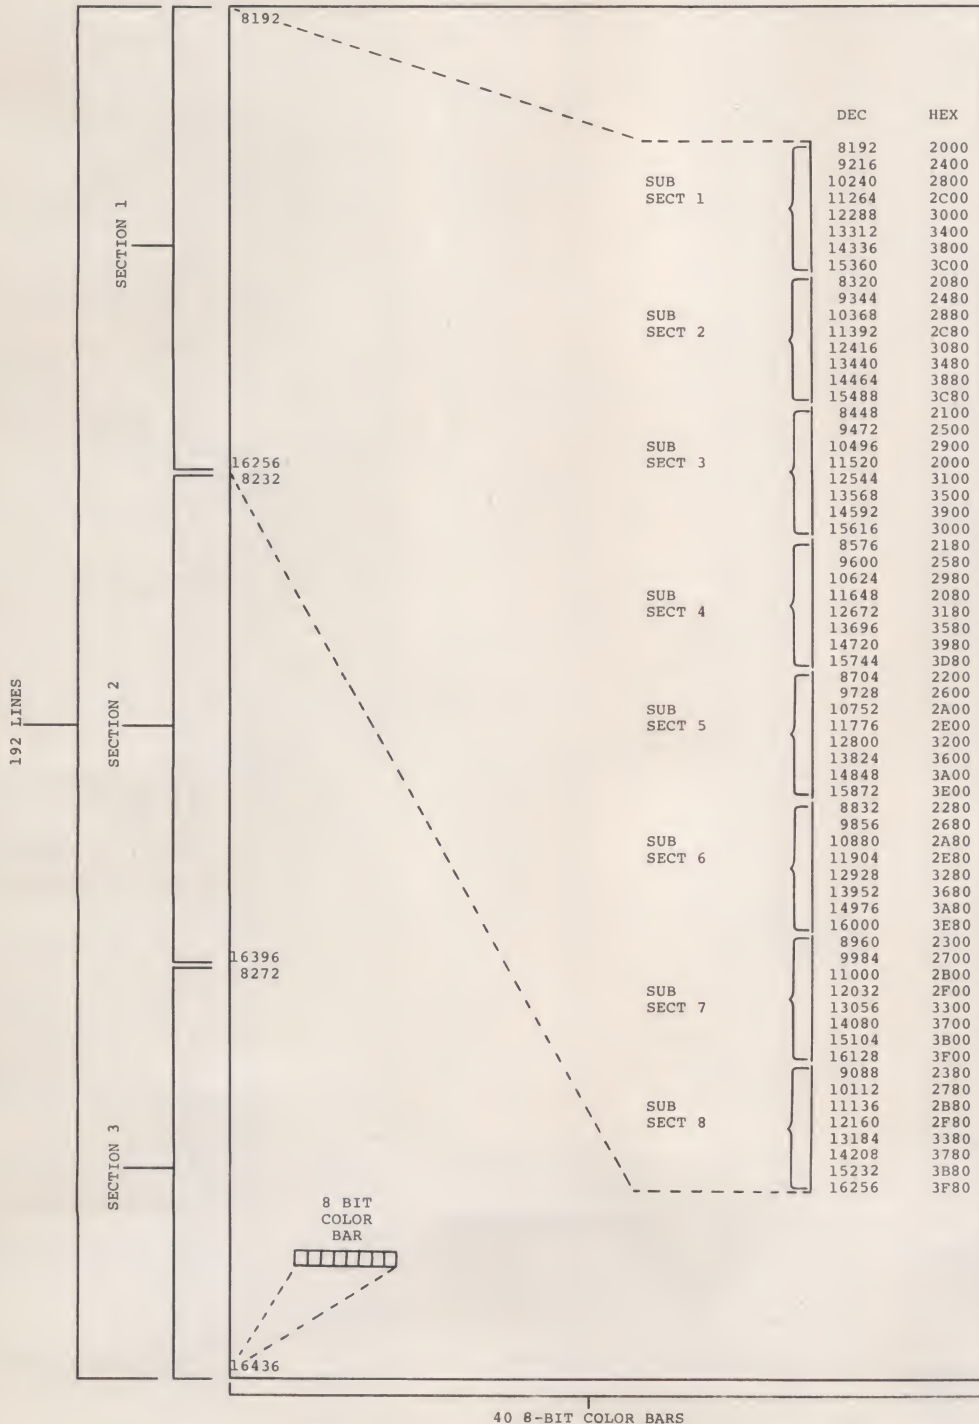 8192
DEC HEX
8192 2000
9216 2400
SUB 10240 2800
SECT 1 11264 2C00
12288 3000
13312 3400
14336 3800
15360 3C00
8320 2080
9344 2480
SUB 10368 2880
SECT 2 11392 2C80
12416 3080
13440 3480
14464 3880
15488 3C80
8448 2100
9472 2500
SUB 10496 2900
SECT 3 11520 2000
12544 3100
13568 3500
14592 3900
15616 3000
8576 2180
9600 2580
10624 2980
SUB 11648 2080
SECT 4 12672 3180
13696 3580
14720 3980
15744 3D80
8704 2200
9728 2600
SUB 10752 2A00
SECT 5 11776 2E00
12800 3200
13824 3600
14848 3A00
15872 3E00
8832 2280
9856 2680
SUB 10880 2A80
SECT 6 11904 2E80
12928 3280
13952 3680
14976 3A80
16000 3E80
8960 2300
9984 2700
11000 2B00
SUB 12032 2F00
SECT 7 13056 3300
14080 3700
15104 3B00
16128 3F00
9088 2380
10112 2780
SUB 11136 2B80
SECT 8 12160 2F80
13184 3380
14208 3780
15232 3B80
16256 3F80
SECTION 1
16256
8232
192 LINES
SECTION 2
16396
8272
SECTION 3
8 BIT
COLOR
BAR
16436
40 8-BIT COLOR BARS